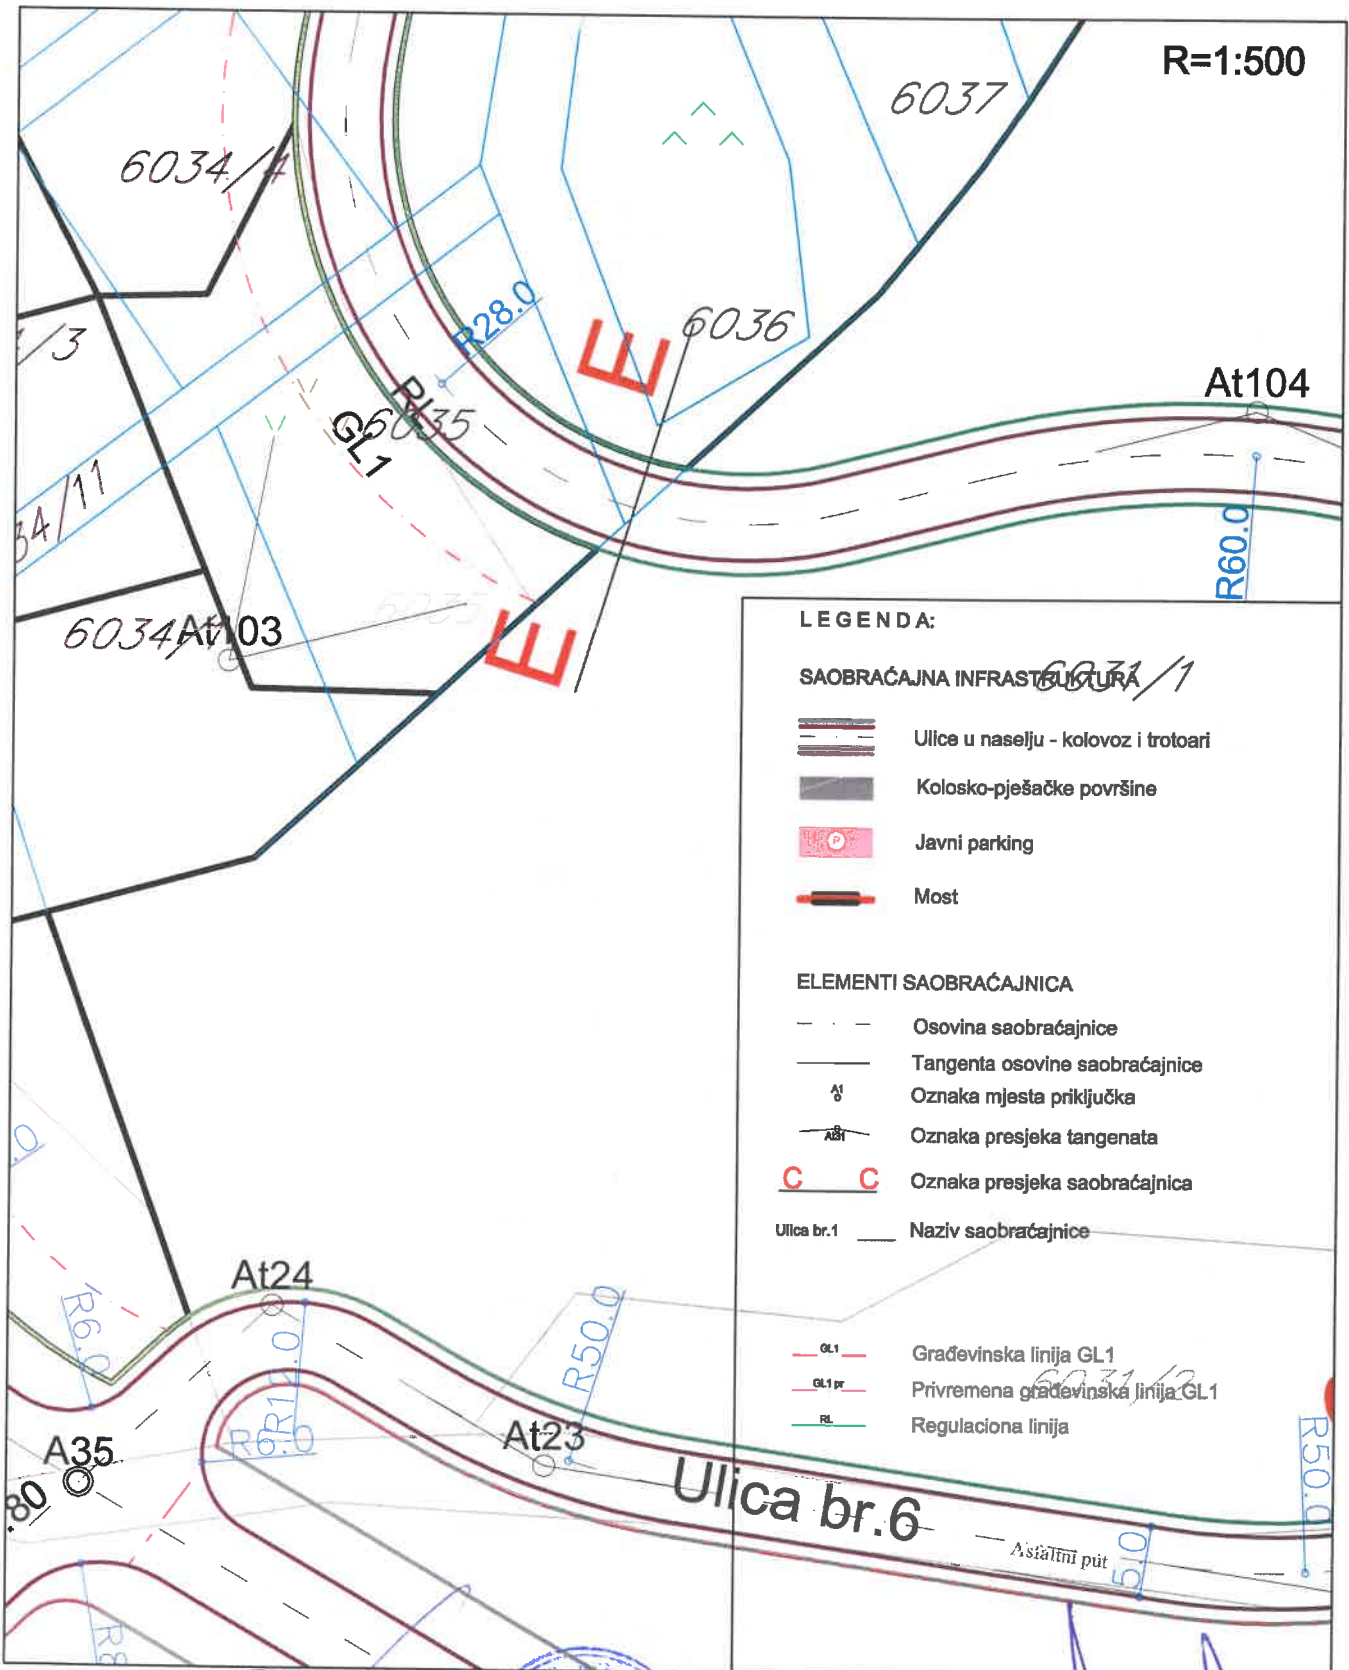 R=1:500
6037
6034/4
6036
R28.0
E
/3
At104
RL
6035
GL1
34/11
R60.0
6035
E
6034/
At103
LEGENDA:
SAOBRAĆAJNA INFRASTRUKTURA
6031/1
Ulice u naselju - kolovoz i trotoari
Kolosko-pješačke površine
P
Javni parking
Most
ELEMENTI SAOBRAĆAJNICA
Osovina saobraćajnice
Tangenta osovine saobraćajnice
A1
Oznaka mjesta priključka
Oznaka presjeka tangenata
C C
Oznaka presjeka saobraćajnica
Ulica br.1
Naziv saobraćajnice
.0
At24
R6.0
R50.0
GL1
Građevinska linija GL1
GL1 pr
Privremena građevinska linija GL1
6031/2
RL
Regulaciona linija
R6.0
At23
A35
.80
R50.0
Ulica br.6
Asfaltni put
5.0
R8